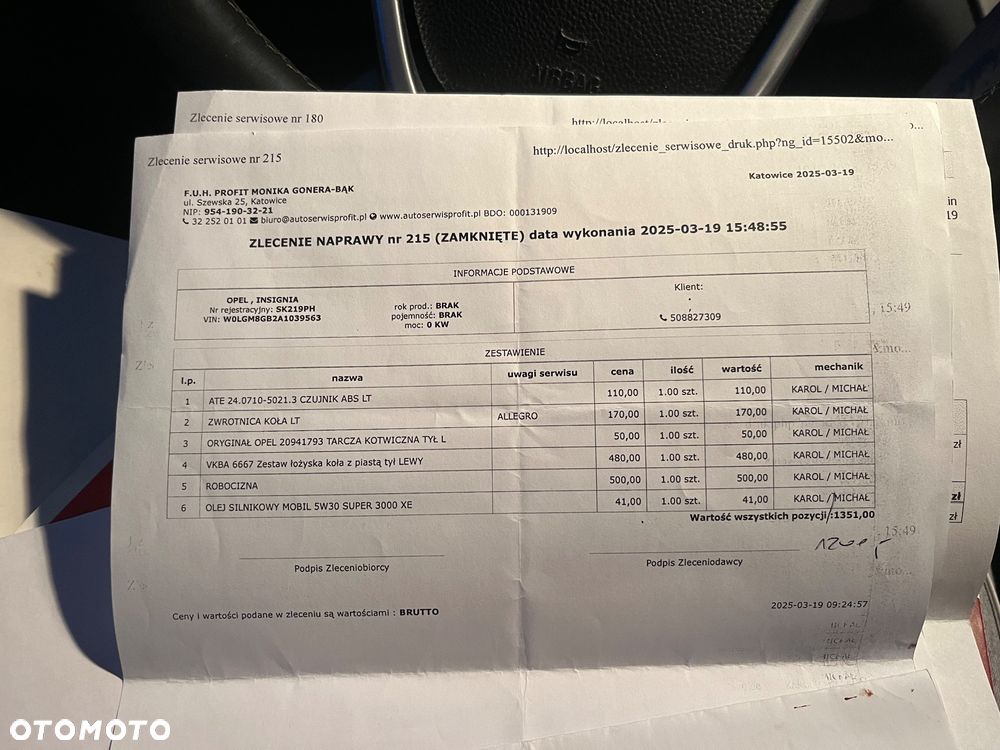 Zlecenie serwisowe nr 180
Zlecenie serwisowe nr 215
http://localhost/zlecenie_serwisowe_druk.php?ng_id=15502&mo...
Katowice 2025-03-19
F.U.H. PROFIT MONIKA GONERA-BĄK
ul. Szewska 25, Katowice
NIP: 954-190-32-21
32 252 01 01 biuro@autoserwisprofit.pl www.autoserwisprofit.pl BDO: 000131909
ZLECENIE NAPRAWY nr 215 (ZAMKNIĘTE) data wykonania 2025-03-19 15:48:55
INFORMACJE PODSTAWOWE
OPEL , INSIGNIA
Nr rejestracyjny: SK219PH
VIN: W0LGM8GB2A1039563
rok prod.: BRAK
pojemność: BRAK
moc: 0 KW
Klient:
,
508827309
ZESTAWIENIE
l.p. nazwa uwagi serwisu cena ilość wartość mechanik
1 ATE 24.0710-5021.3 CZUJNIK ABS LT 110,00 1.00 szt. 110,00 KAROL / MICHAŁ
2 ZWROTNICA KOŁA LT ALLEGRO 170,00 1.00 szt. 170,00 KAROL / MICHAŁ
3 ORYGINAŁ OPEL 20941793 TARCZA KOTWICZNA TYŁ L 50,00 1.00 szt. 50,00 KAROL / MICHAŁ
4 VKBA 6667 Zestaw łożyska koła z piastą tył LEWY 480,00 1.00 szt. 480,00 KAROL / MICHAŁ
5 ROBOCIZNA 500,00 1.00 szt. 500,00 KAROL / MICHAŁ
6 OLEJ SILNIKOWY MOBIL 5W30 SUPER 3000 XE 41,00 1.00 szt. 41,00 KAROL / MICHAŁ
Wartość wszystkich pozycji:1351,00
Podpis Zleceniobiorcy
Podpis Zleceniodawcy
Ceny i wartości podane w zleceniu są wartościami : BRUTTO
2025-03-19 09:24:57
in
19
15:49
zł
zł
zł
15:49
OTOMOTO